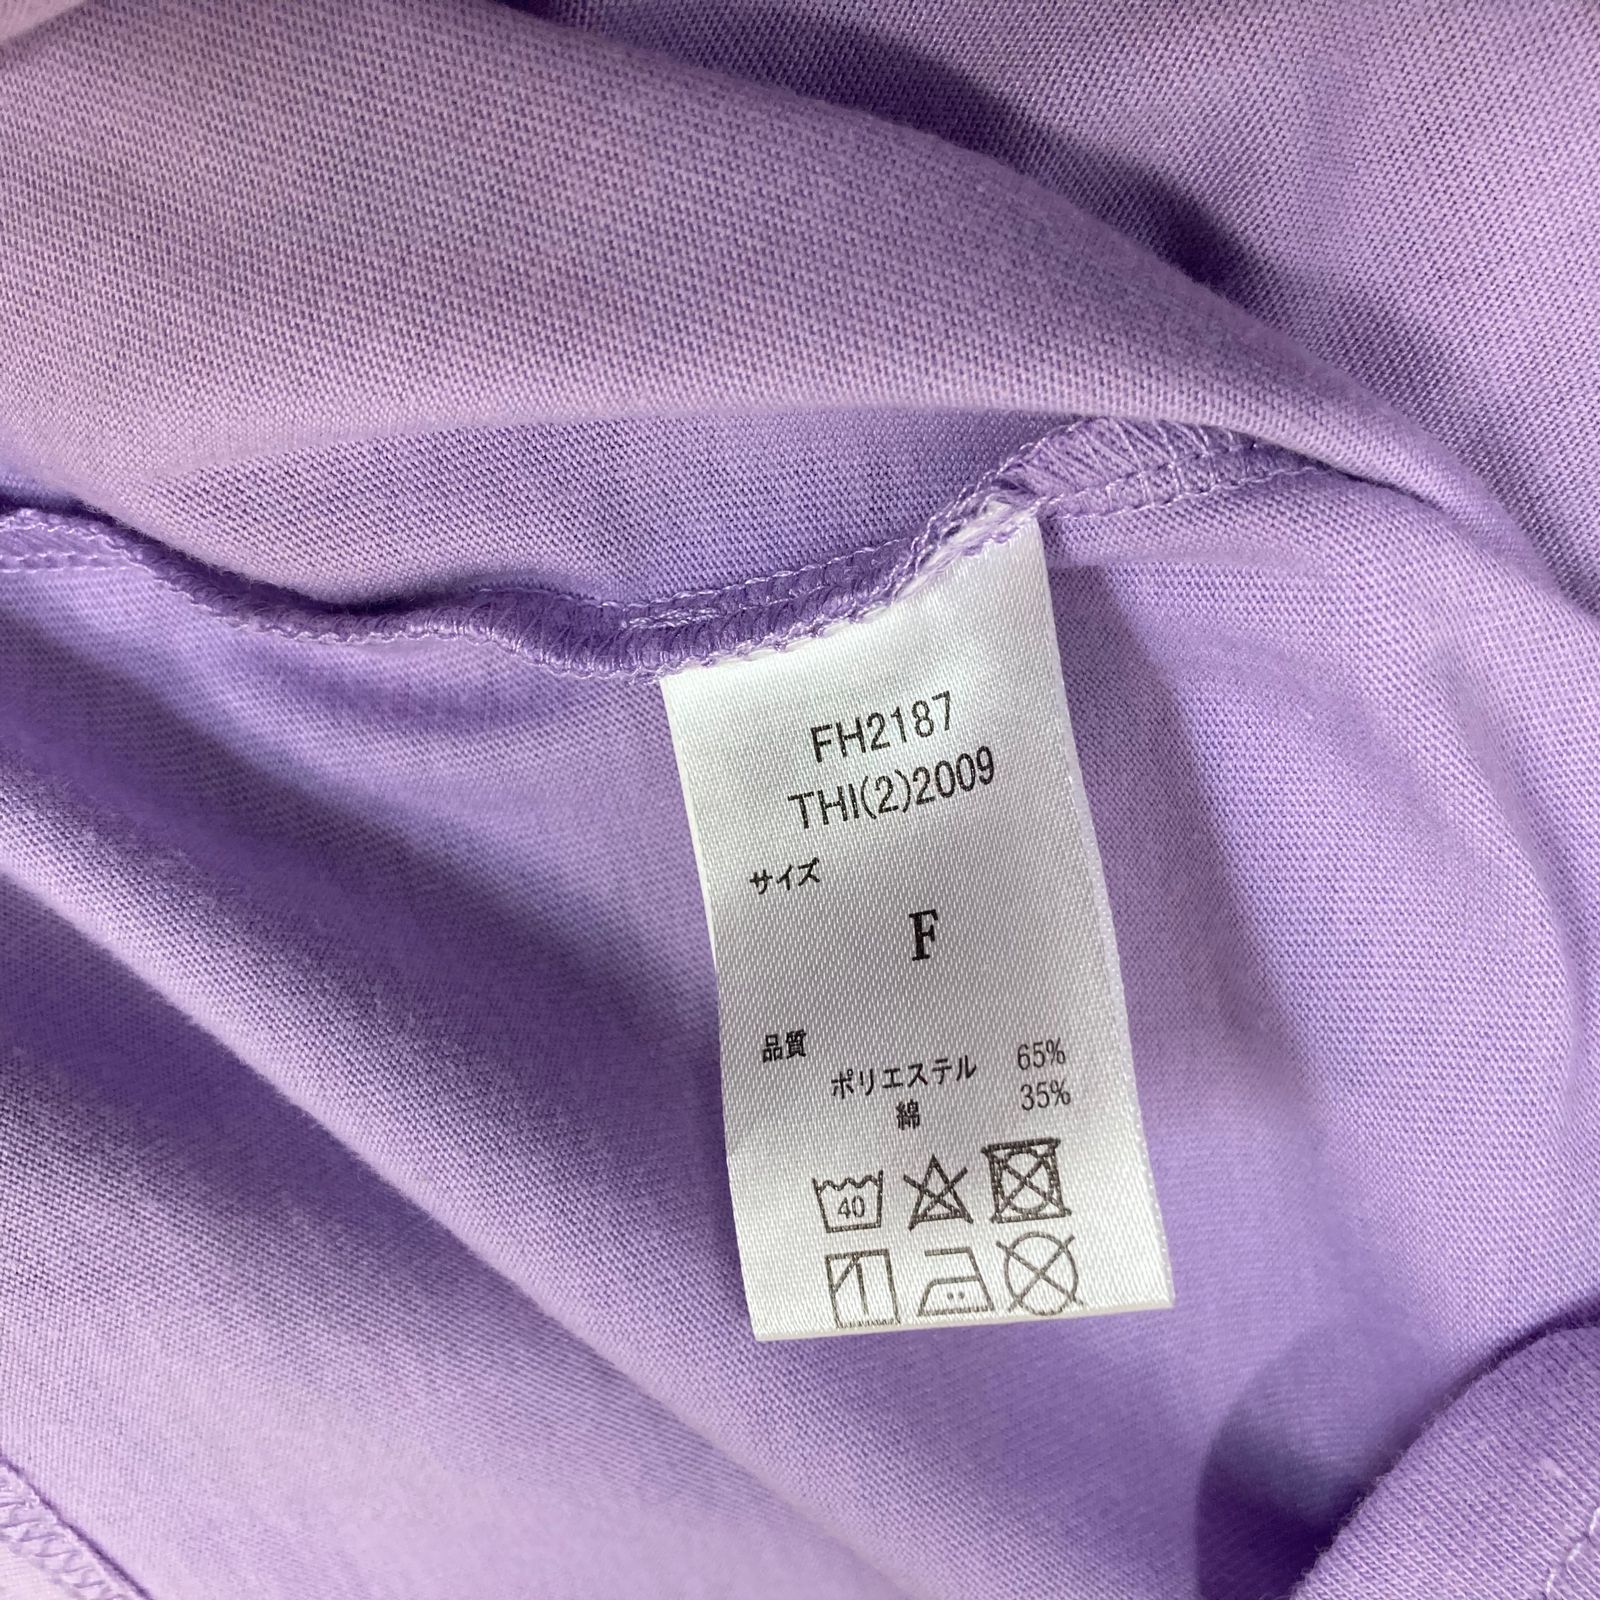 FH2187
THI(2)2009
サイズ
F
品質
ポリエステル 65%
綿 35%
40